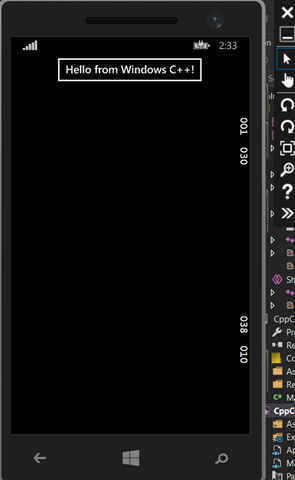 2:33
Hello from Windows C++!
001 030
038 010
Sh
CppC
Pr
Re
Co
As
Re
Ma
CppC
As
Ex
Ap
Ma
Pa